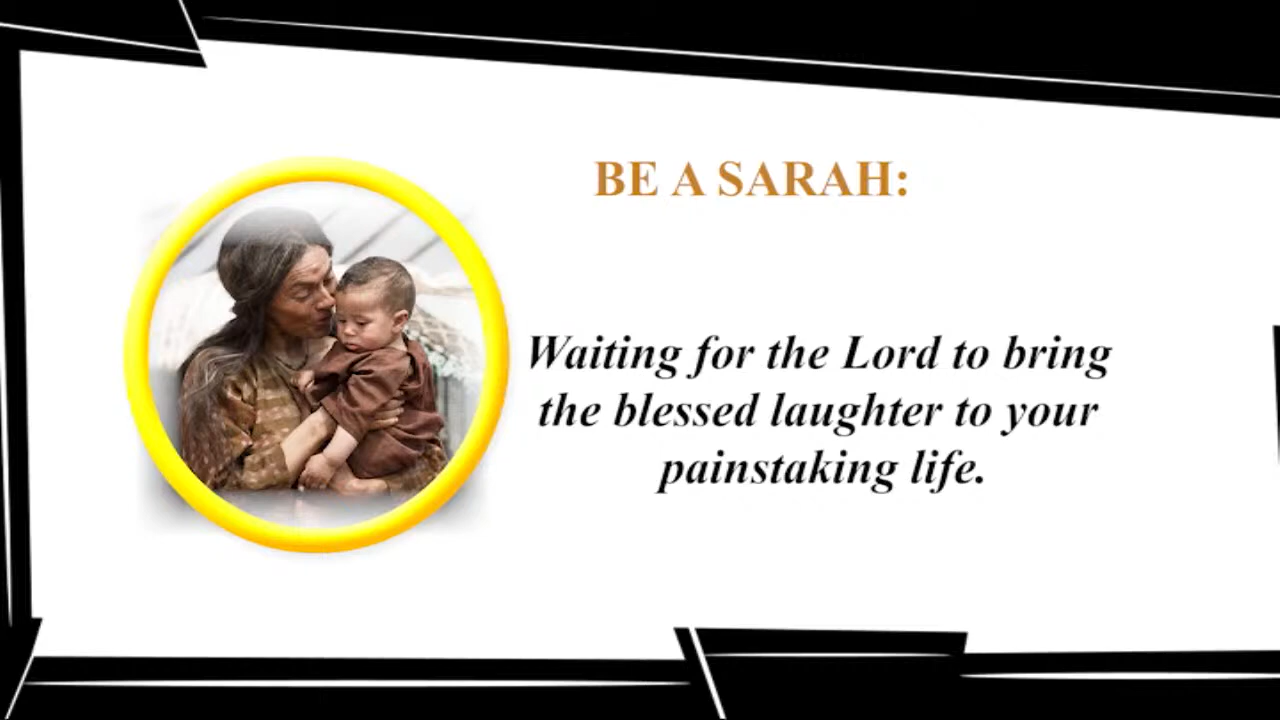 BE A SARAH:
Waiting for the Lord to bring
the blessed laughter to your
painstaking life.